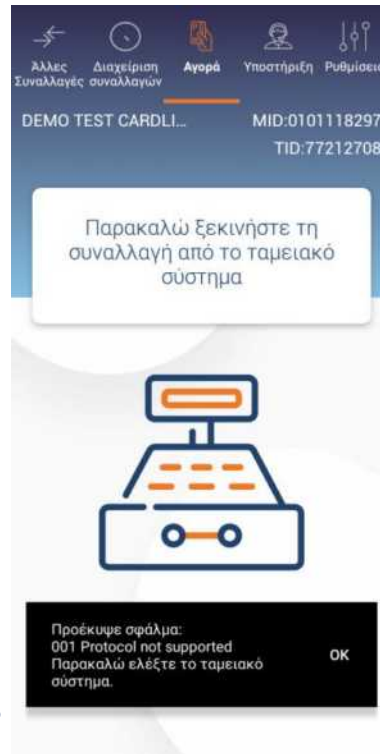 Άλλες Συναλλαγές
Διαχείριση συναλλαγών
Αγορά
Υποστήριξη
DEMO TEST CARDLI...
MID:0101118297
TID:77212708
Παρακαλώ ξεκινήστε τη
συναλλαγή από το ταμειακό
σύστημα
Προέκυψε σφάλμα:
001 Protocol not supported
Παρακαλώ ελέξτε το ταμειακό
σύστημα.
OK